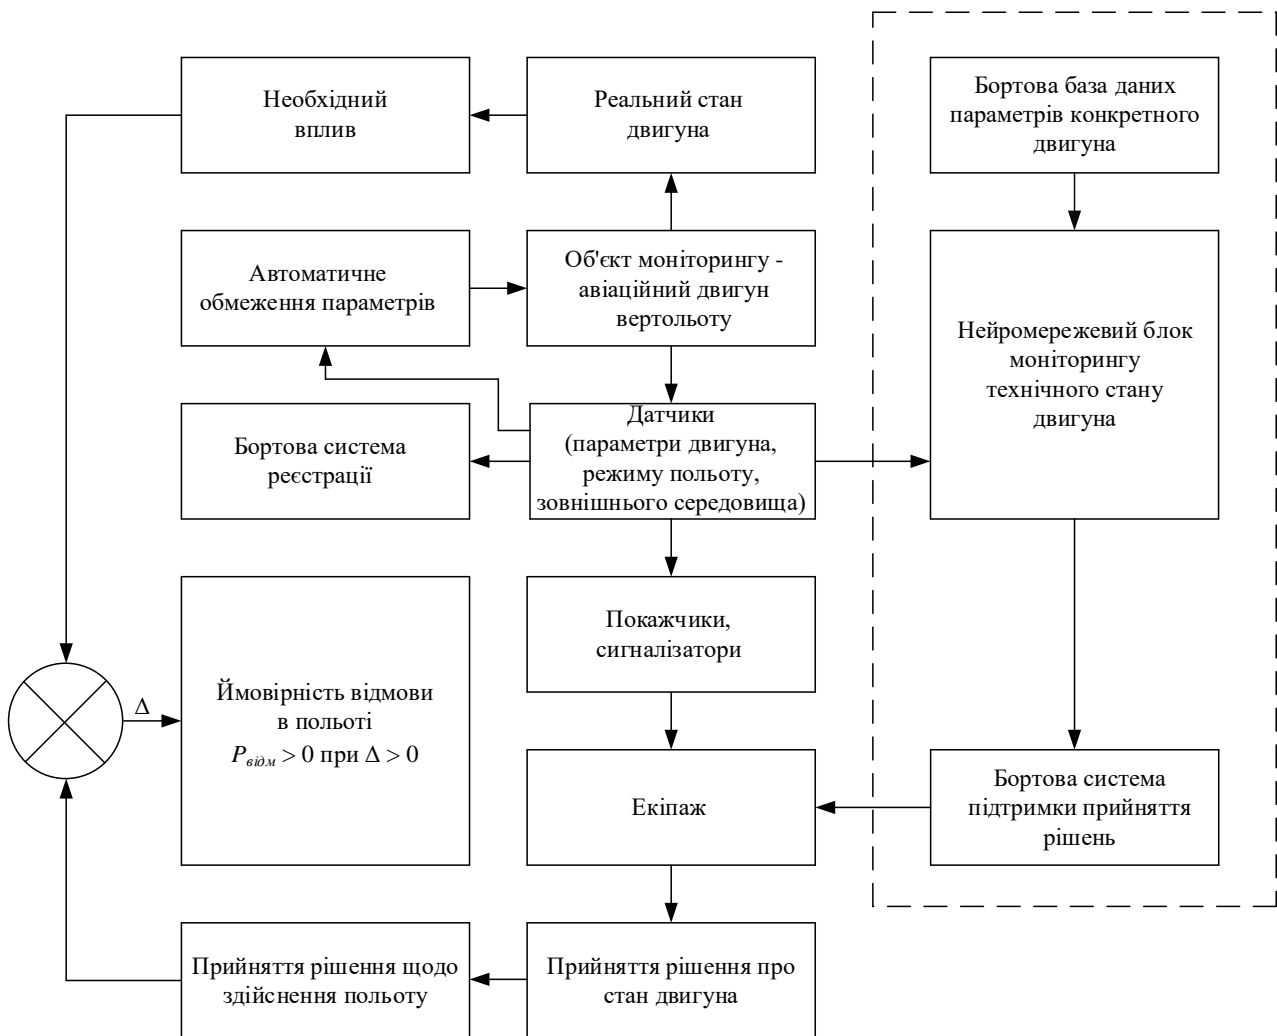 Необхідний
вплив
Реальний стан
двигуна
Бортова база даних
параметрів конкретного
двигуна
Автоматичне
обмеження параметрів
Об'єкт моніторингу -
авіаційний двигун
вертольоту
Нейромережевий блок
моніторингу
технічного стану
двигуна
Бортова система
реєстрації
Датчики
(параметри двигуна,
режиму польоту,
зовнішнього середовища)
Покажчики,
сигналізатори
Δ
Ймовірність відмови
в польоті
Pвідм > 0 при Δ > 0
Екіпаж
Бортова система
підтримки прийняття
рішень
Прийняття рішення щодо
здійснення польоту
Прийняття рішення про
стан двигуна